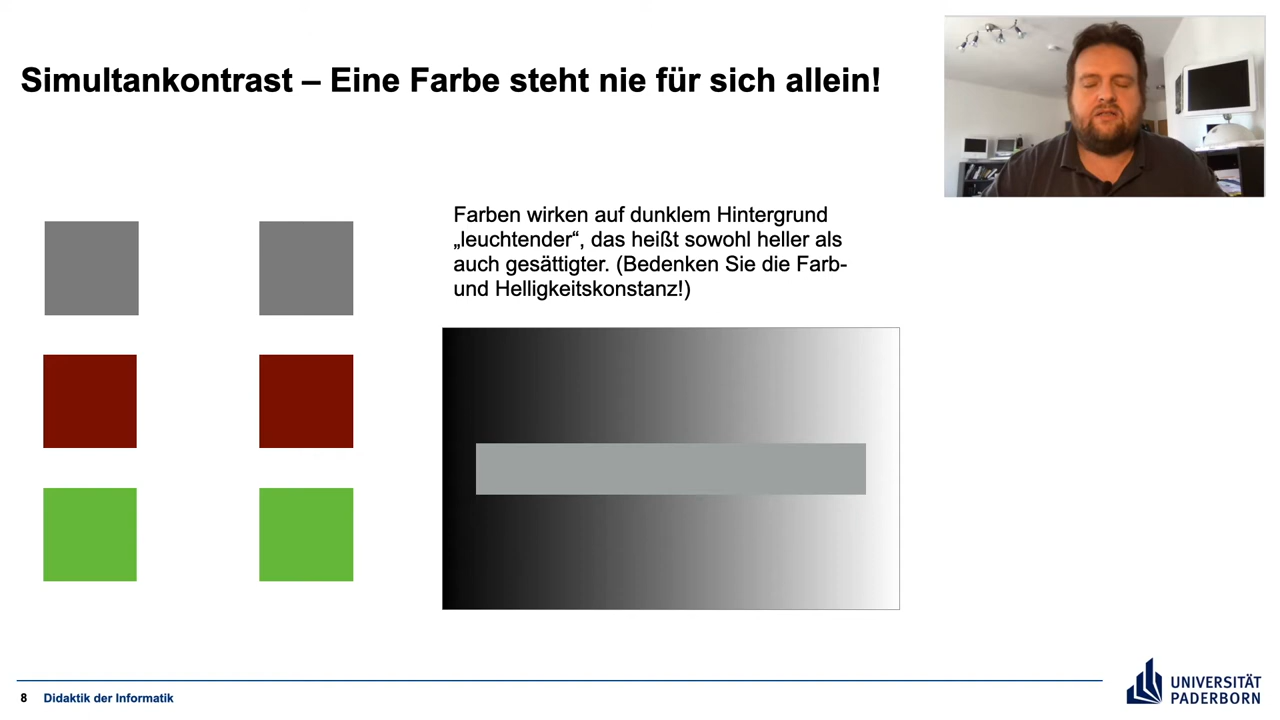 Simultankontrast – Eine Farbe steht nie für sich allein!
Farben wirken auf dunklem Hintergrund
„leuchtender“, das heißt sowohl heller als
auch gesättigter. (Bedenken Sie die Farb-
und Helligkeitskonstanz!)
8 Didaktik der Informatik
UNIVERSITÄT
PADERBORN